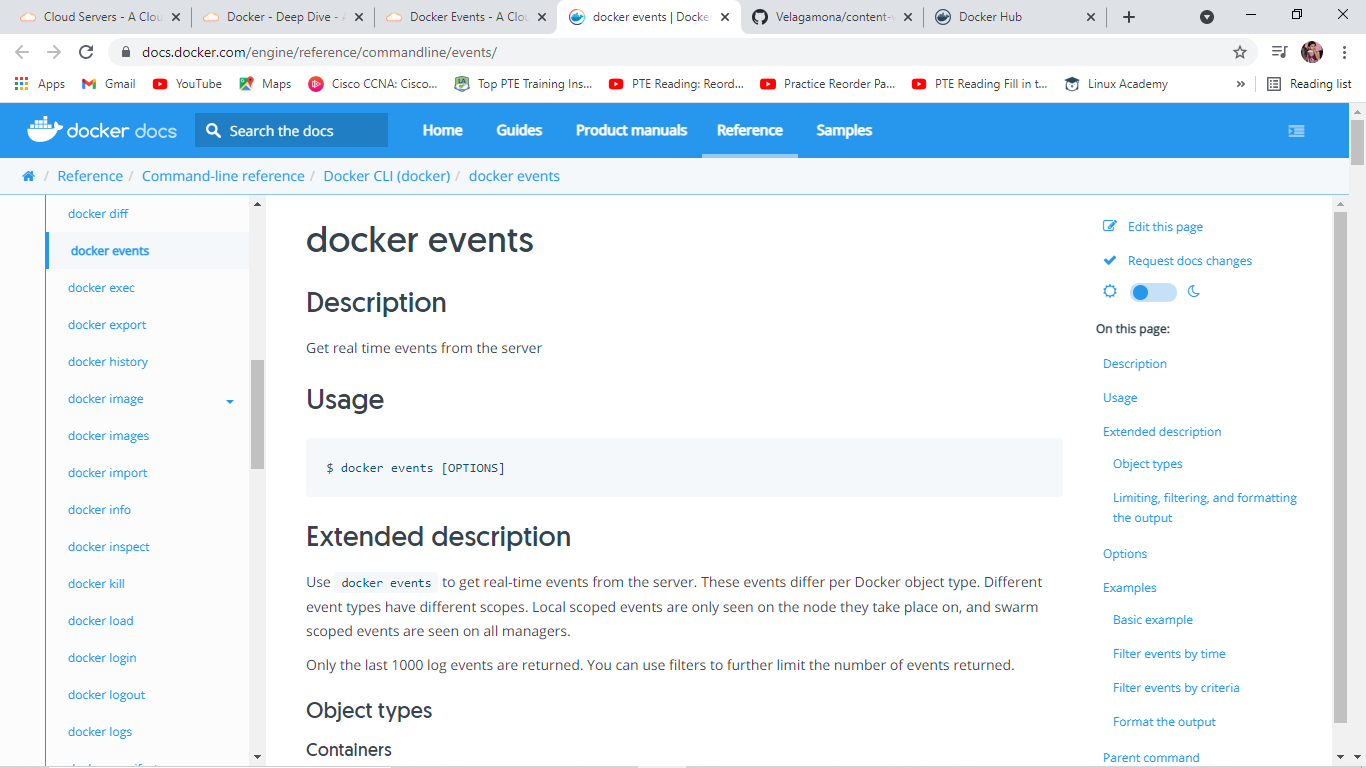 Cloud Servers - A Clou
Docker - Deep Dive - A
Docker Events - A Clou
docker events | Docke
Velagamona/content-
Docker Hub
docs.docker.com/engine/reference/commandline/events/
Apps
Gmail
YouTube
Maps
Cisco CCNA: Cisco...
Top PTE Training Ins...
PTE Reading: Reord...
Practice Reorder Pa...
PTE Reading Fill in t...
Linux Academy
»
Reading list
docker docs
Search the docs
Home
Guides
Product manuals
Reference
Samples
Reference / Command-line reference / Docker CLI (docker) / docker events
docker diff
docker events
docker exec
docker export
docker history
docker image
docker images
docker import
docker info
docker inspect
docker kill
docker load
docker login
docker logout
docker logs
docker events
Description
Get real time events from the server
Usage
$ docker events [OPTIONS]
Extended description
Use docker events to get real-time events from the server. These events differ per Docker object type. Different
event types have different scopes. Local scoped events are only seen on the node they take place on, and swarm
scoped events are seen on all managers.
Only the last 1000 log events are returned. You can use filters to further limit the number of events returned.
Object types
Containers
Edit this page
Request docs changes
On this page:
Description
Usage
Extended description
Object types
Limiting, filtering, and formatting
the output
Options
Examples
Basic example
Filter events by time
Filter events by criteria
Format the output
Parent command